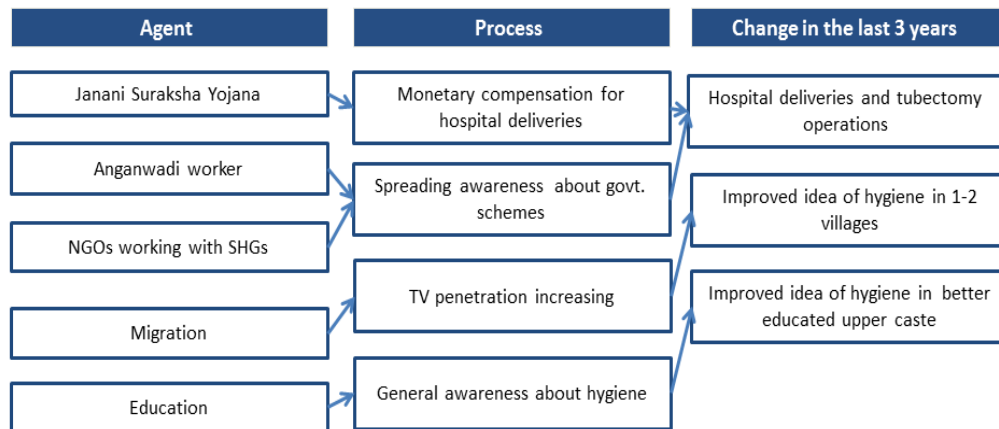 Agent
Process
Change in the last 3 years
Janani Suraksha Yojana
Anganwadi worker
NGOs working with SHGs
Migration
Education
Monetary compensation for
hospital deliveries
Spreading awareness about govt.
schemes
TV penetration increasing
General awareness about hygiene
Hospital deliveries and tubectomy
operations
Improved idea of hygiene in 1-2
villages
Improved idea of hygiene in better
educated upper caste